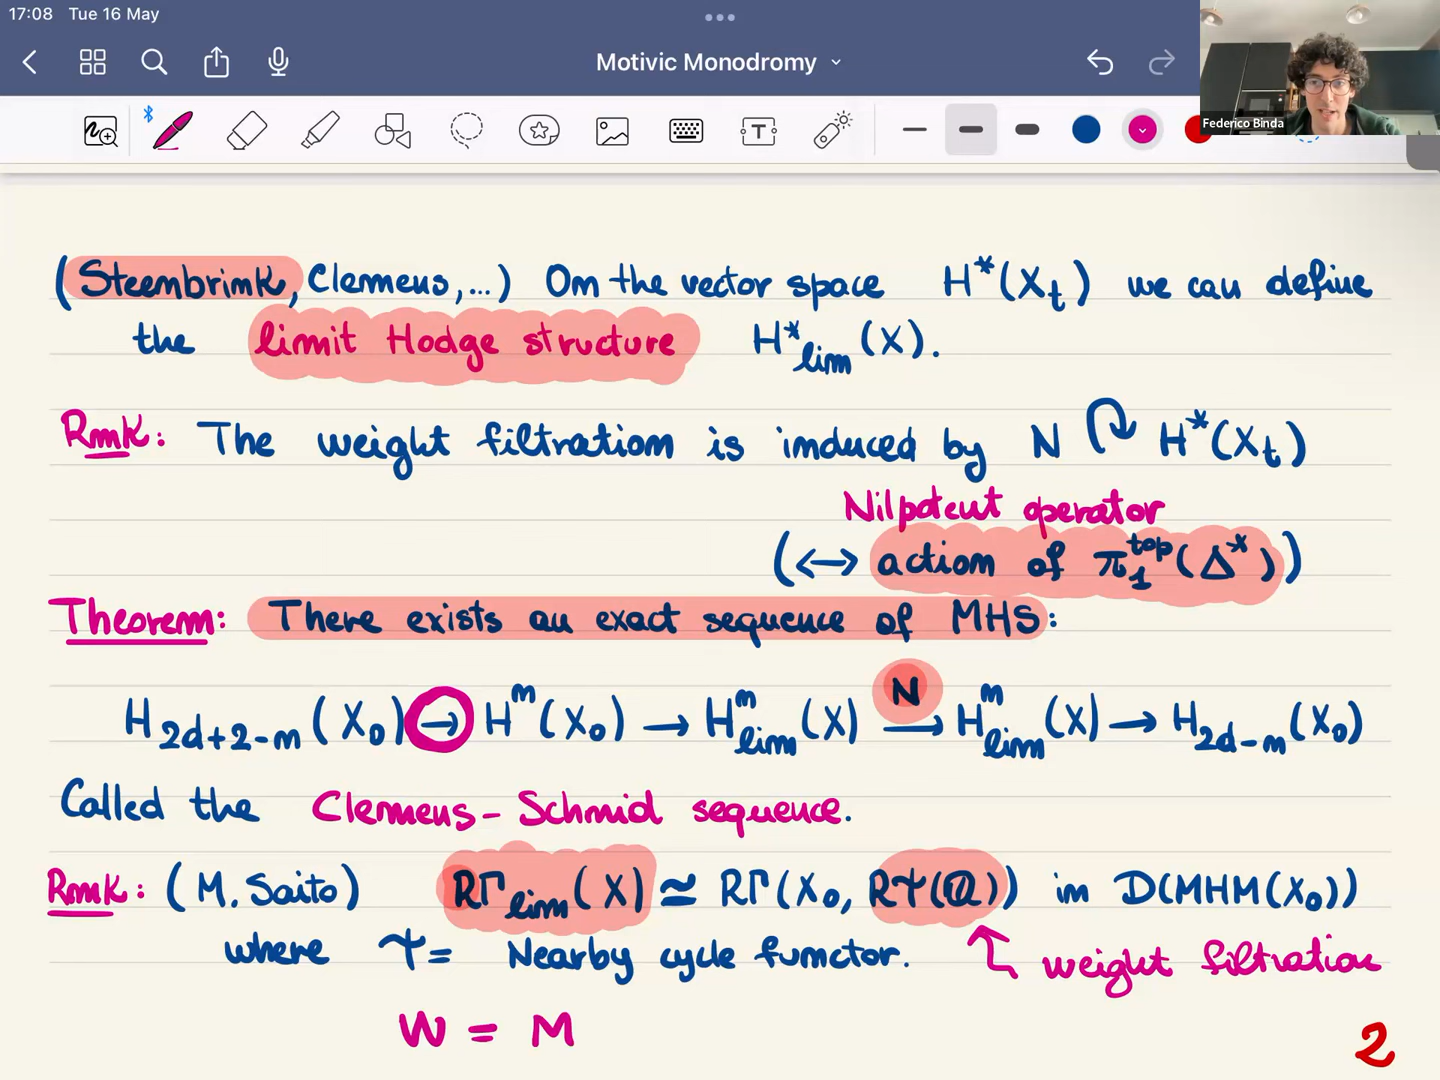 17:08 Tue 16 May
Motivic Monodromy
Federico Binda
T
(Steenbrink, Clemens,...) On the vector space H*(X_t) we can define
the limit Hodge structure H*_lim (X).
Rmk: The weight filtration is induced by N ↷ H*(X_t)
Nilpotent operator
(↔ action of π_1^top(Δ*))
Theorem: There exists an exact sequence of MHS:
H_{2d+2-m}(X_0) → H^m(X_0) → H^m_lim(X) →^N H^m_lim(X) → H_{2d-m}(X_0)
Called the Clemens-Schmid sequence.
Rmk: (M. Saito) RΓ_lim(X) ≃ RΓ(X_0, RΨ(Q)) in D(MHM(X_0))
where Ψ = Nearby cycle functor. weight filtration
W = M
2